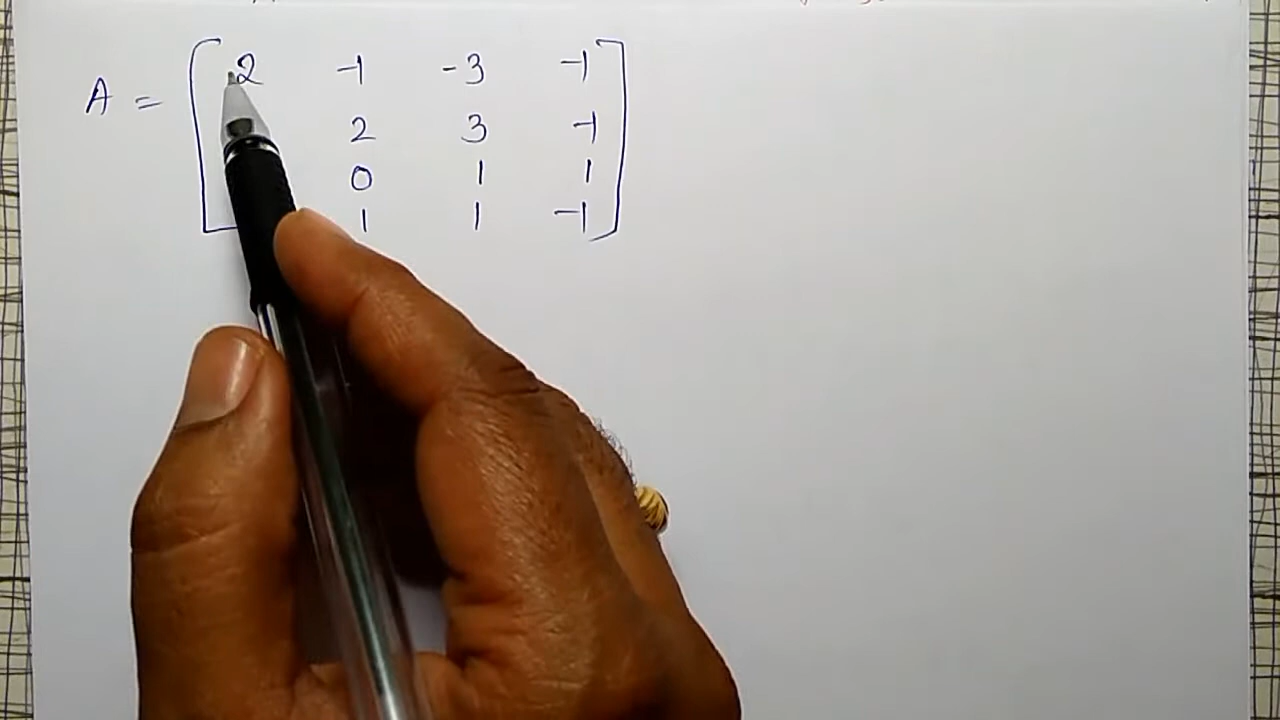 A = 2 -1 -3 -1
2 3 -1
0 1 1
1 1 -1